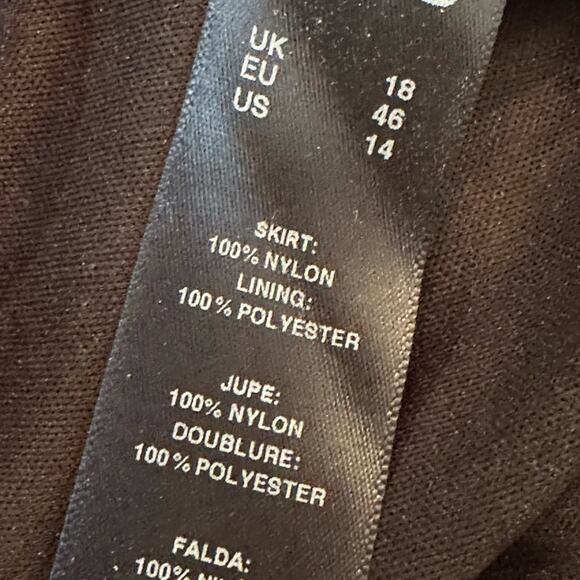 UK 18
EU 46
US 14
SKIRT:
100% NYLON
LINING:
100% POLYESTER
JUPE:
100% NYLON
DOUBLURE:
100% POLYESTER
FALDA:
100%